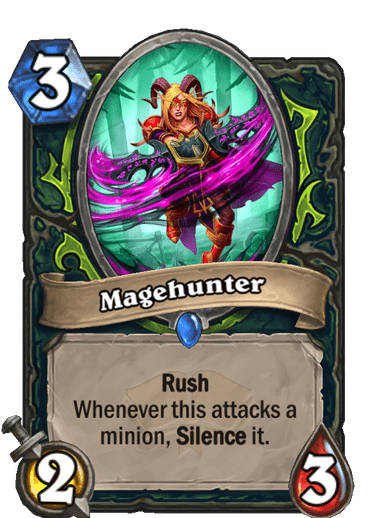 3
Magehunter
Rush
Whenever this attacks a
minion, Silence it.
2
3